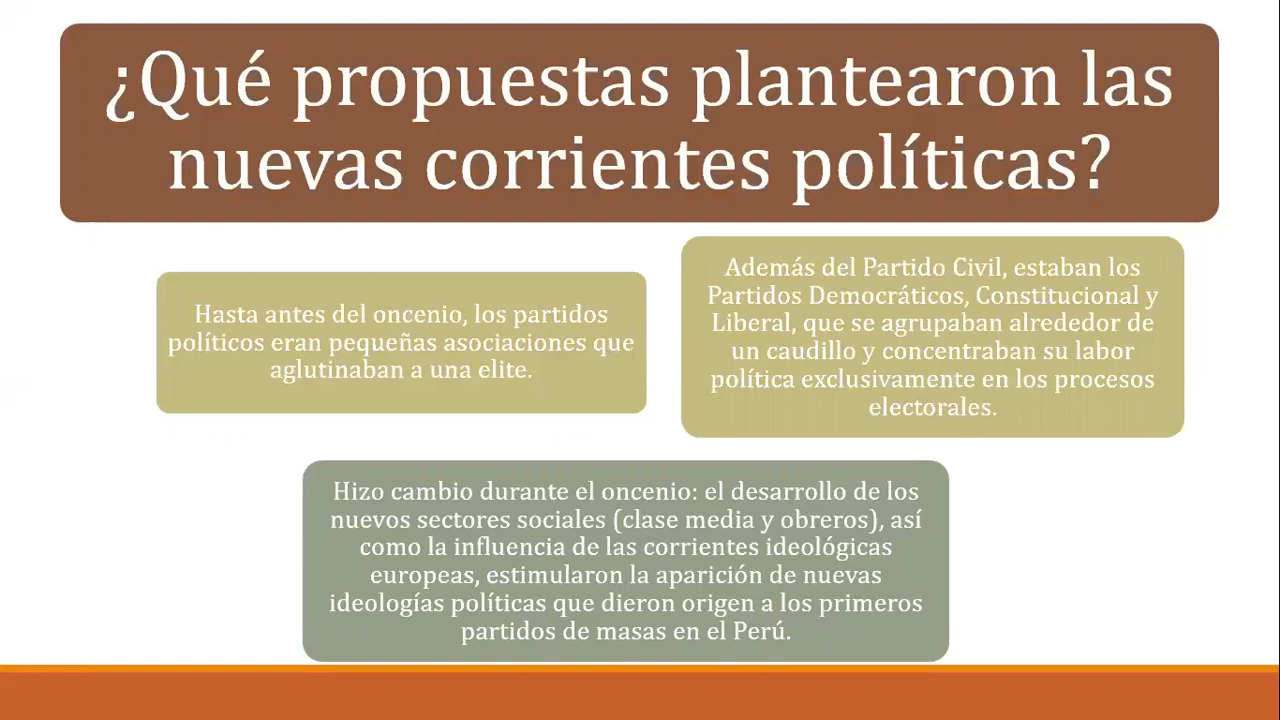 ¿Qué propuestas plantearon las
nuevas corrientes políticas?
Hasta antes del oncenio, los partidos
políticos eran pequeñas asociaciones que
aglutinaban a una elite.
Además del Partido Civil, estaban los
Partidos Democráticos, Constitucional y
Liberal, que se agrupaban alrededor de
un caudillo y concentraban su labor
política exclusivamente en los procesos
electorales.
Hizo cambio durante el oncenio: el desarrollo de los
nuevos sectores sociales (clase media y obreros), así
como la influencia de las corrientes ideológicas
europeas, estimularon la aparición de nuevas
ideologías políticas que dieron origen a los primeros
partidos de masas en el Perú.